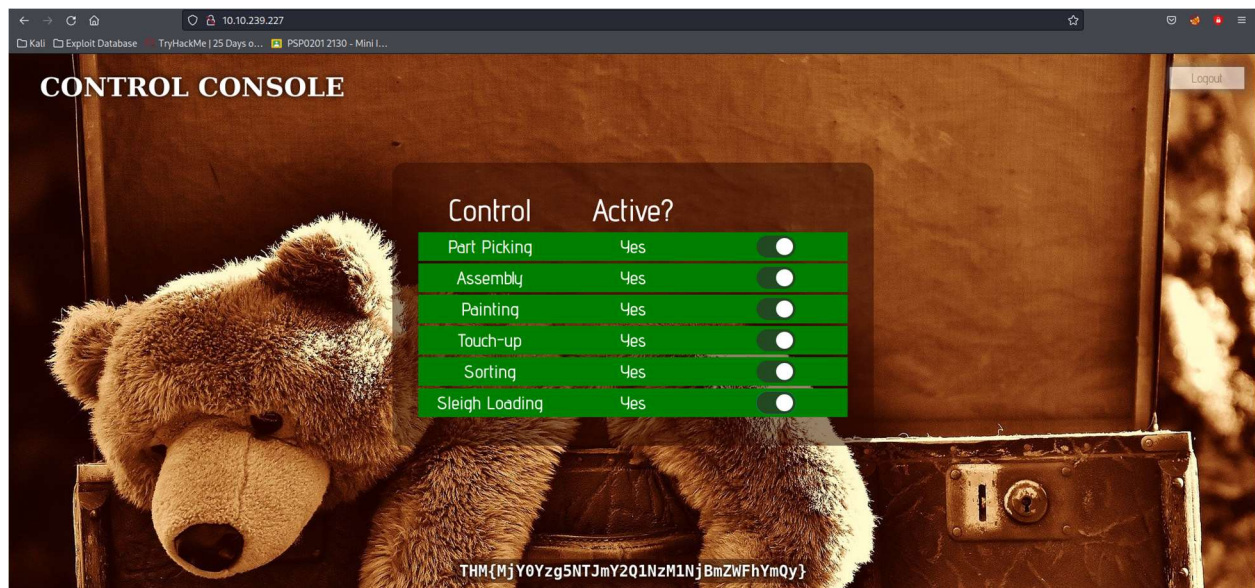 10.10.239.227
Kali Exploit Database TryHackMe | 25 Days o... PSP0201 2130 - Mini I...
CONTROL CONSOLE
Logout
Control Active?
Part Picking Yes
Assembly Yes
Painting Yes
Touch-up Yes
Sorting Yes
Sleigh Loading Yes
THM{MjY0Yzg5NTJmY2Q1NzM1NjBmZWFhYmQy}